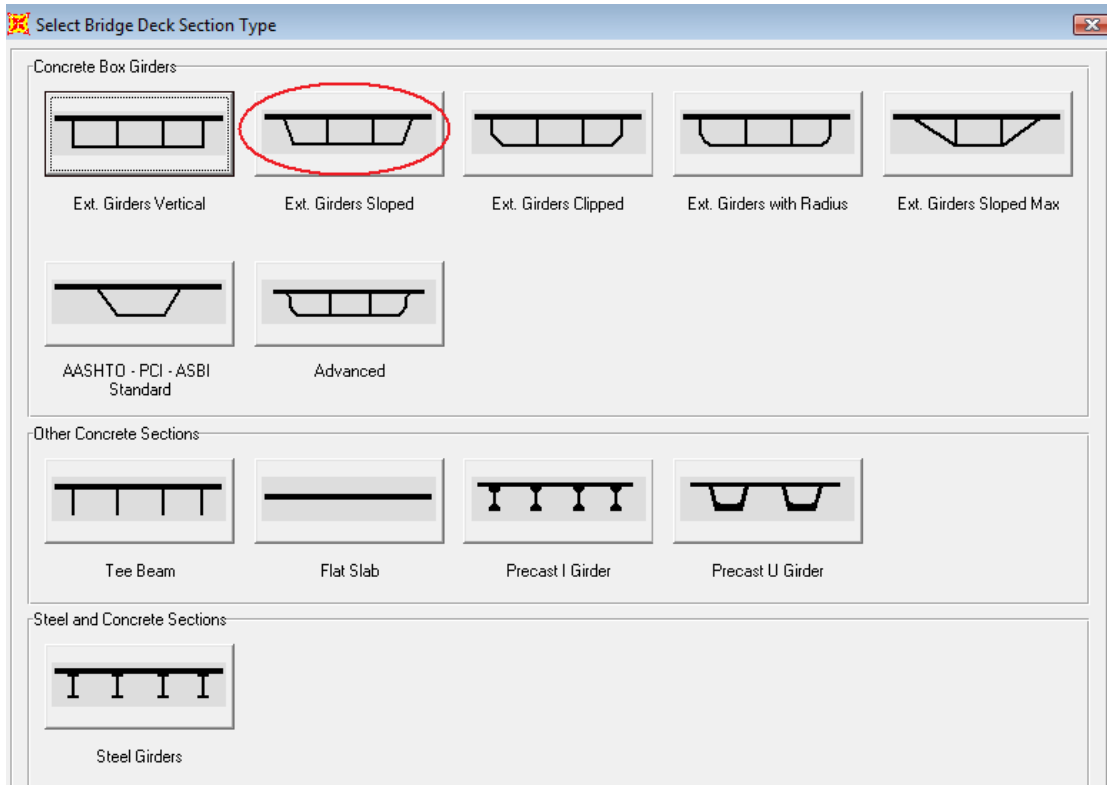 Select Bridge Deck Section Type
Concrete Box Girders
Ext. Girders Vertical
Ext. Girders Sloped
Ext. Girders Clipped
Ext. Girders with Radius
Ext. Girders Sloped Max
AASHTO - PCI - ASBI
Standard
Advanced
Other Concrete Sections
Tee Beam
Flat Slab
Precast I Girder
Precast U Girder
Steel and Concrete Sections
Steel Girders